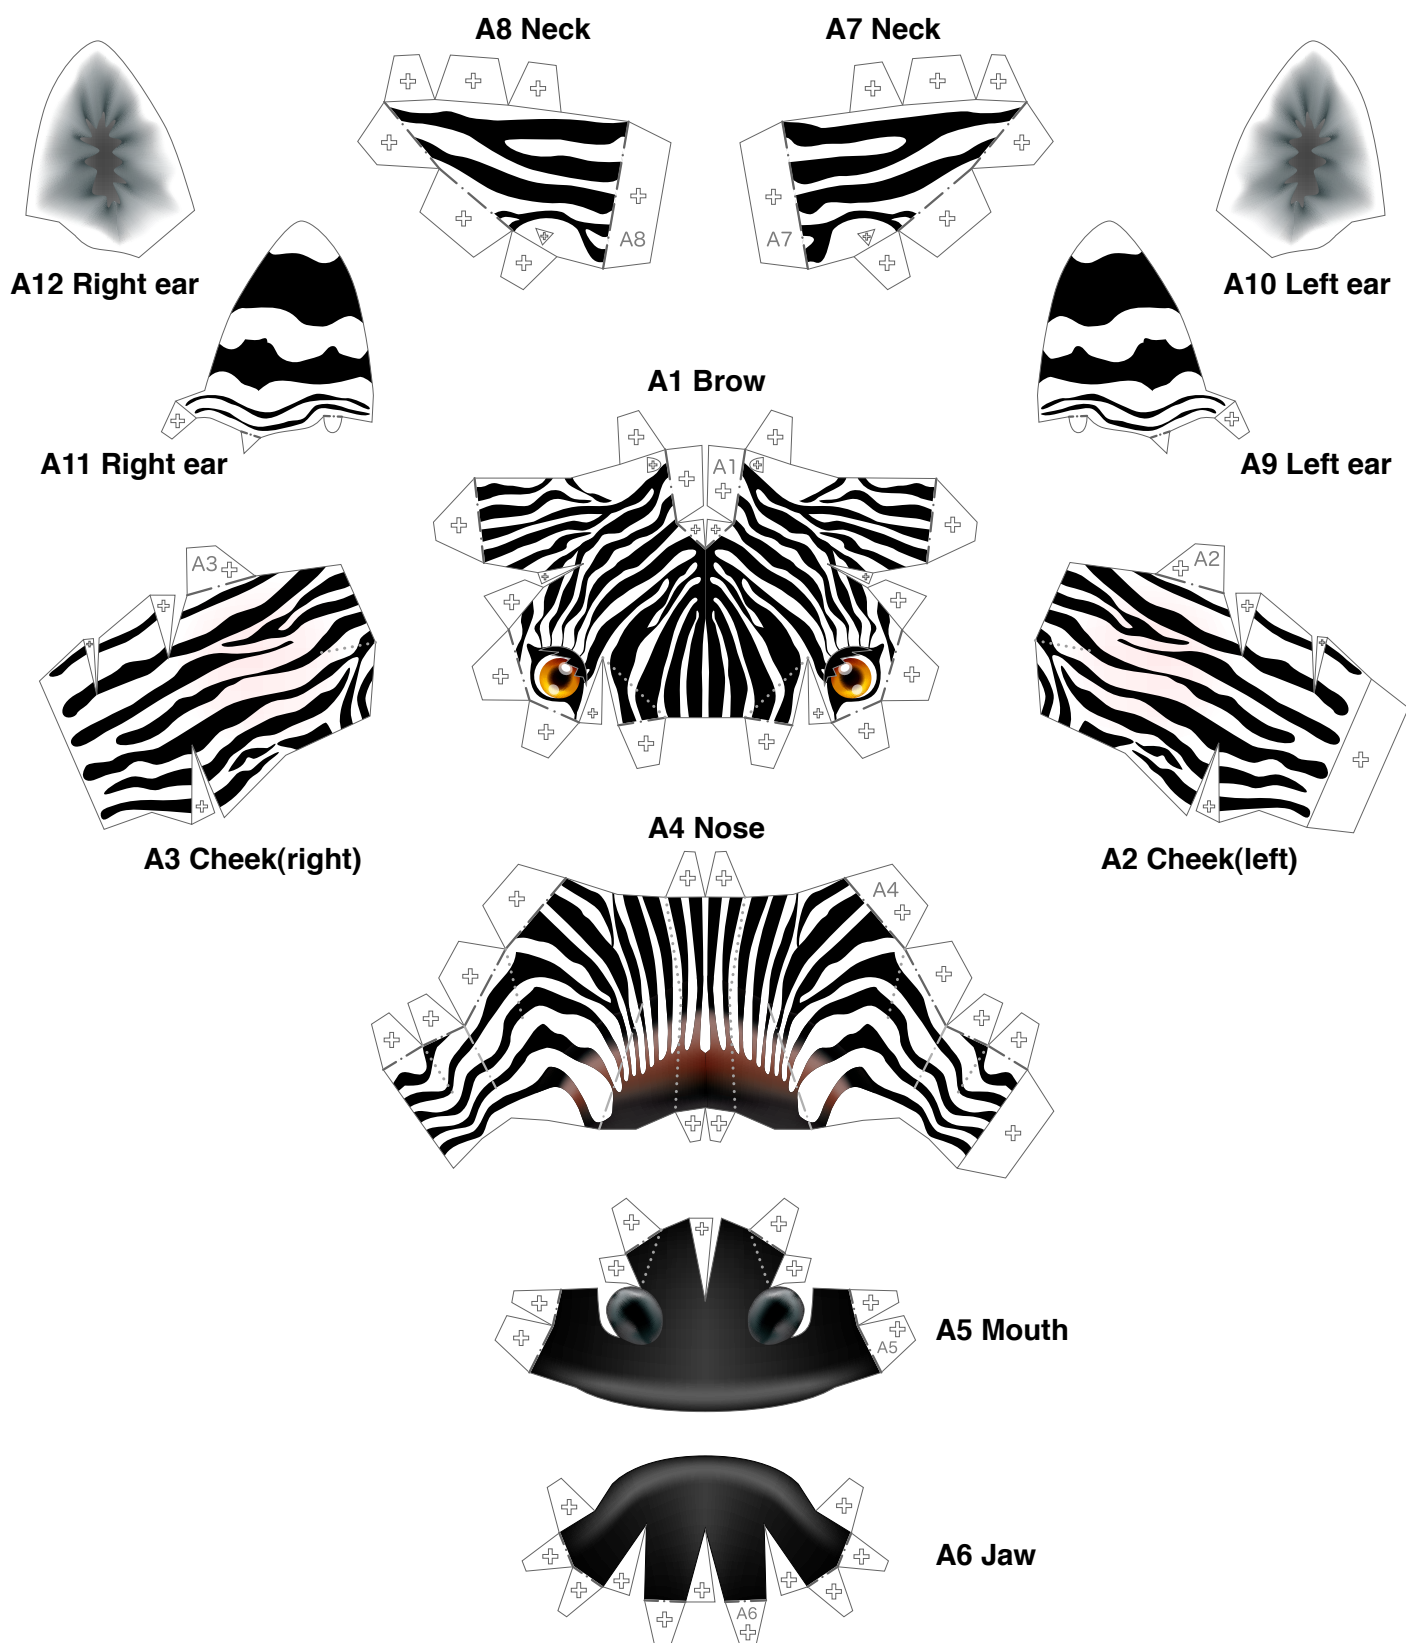 A8 Neck
A7 Neck
A8
A7
A12 Right ear
A10 Left ear
A1 Brow
A11 Right ear
A9 Left ear
A1
A3
A2
A4 Nose
A3 Cheek(right)
A2 Cheek(left)
A4
A5 Mouth
A5
A6 Jaw
A6